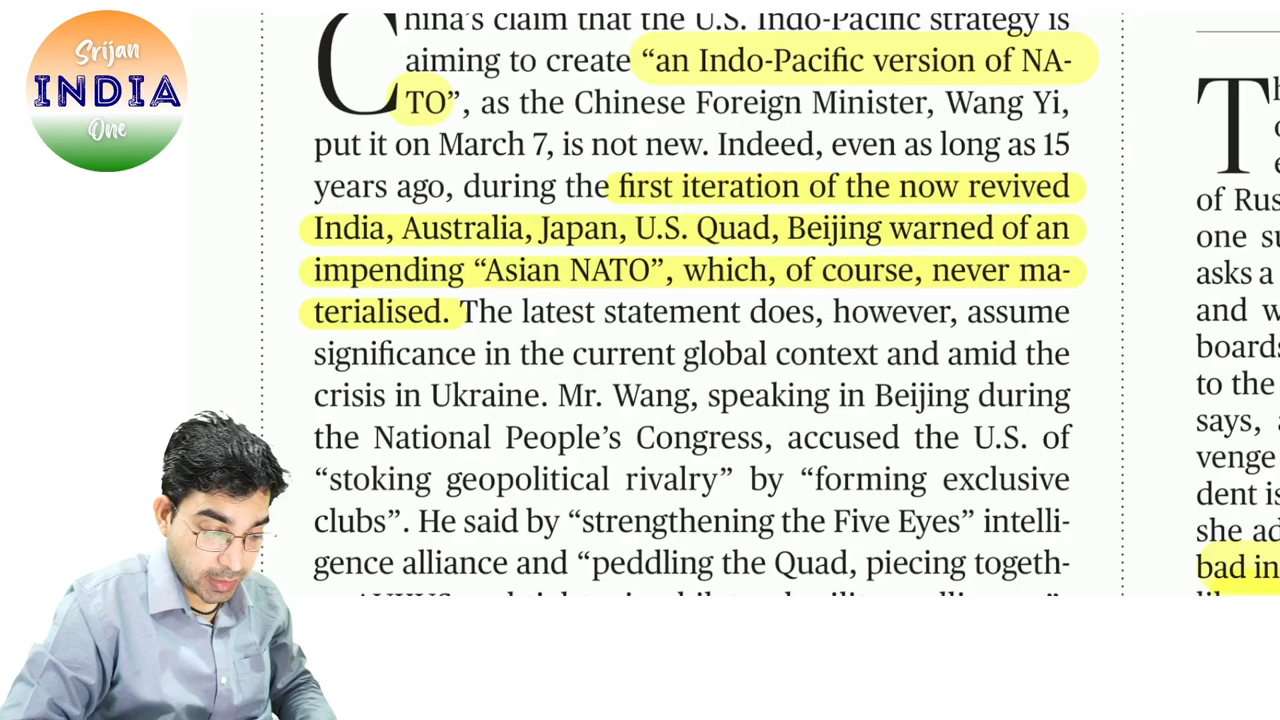 Srijan
INDIA
One
China's claim that the U.S. Indo-Pacific strategy is
aiming to create “an Indo-Pacific version of NA-
TO”, as the Chinese Foreign Minister, Wang Yi,
put it on March 7, is not new. Indeed, even as long as 15
years ago, during the first iteration of the now revived
India, Australia, Japan, U.S. Quad, Beijing warned of an
impending “Asian NATO”, which, of course, never ma-
terialised. The latest statement does, however, assume
significance in the current global context and amid the
crisis in Ukraine. Mr. Wang, speaking in Beijing during
the National People's Congress, accused the U.S. of
“stoking geopolitical rivalry” by “forming exclusive
clubs”. He said by “strengthening the Five Eyes” intelli-
gence alliance and “peddling the Quad, piecing togeth-
of Rus
one su
asks a
and w
boards
to the
says,
venge
dent is
she ad
bad in